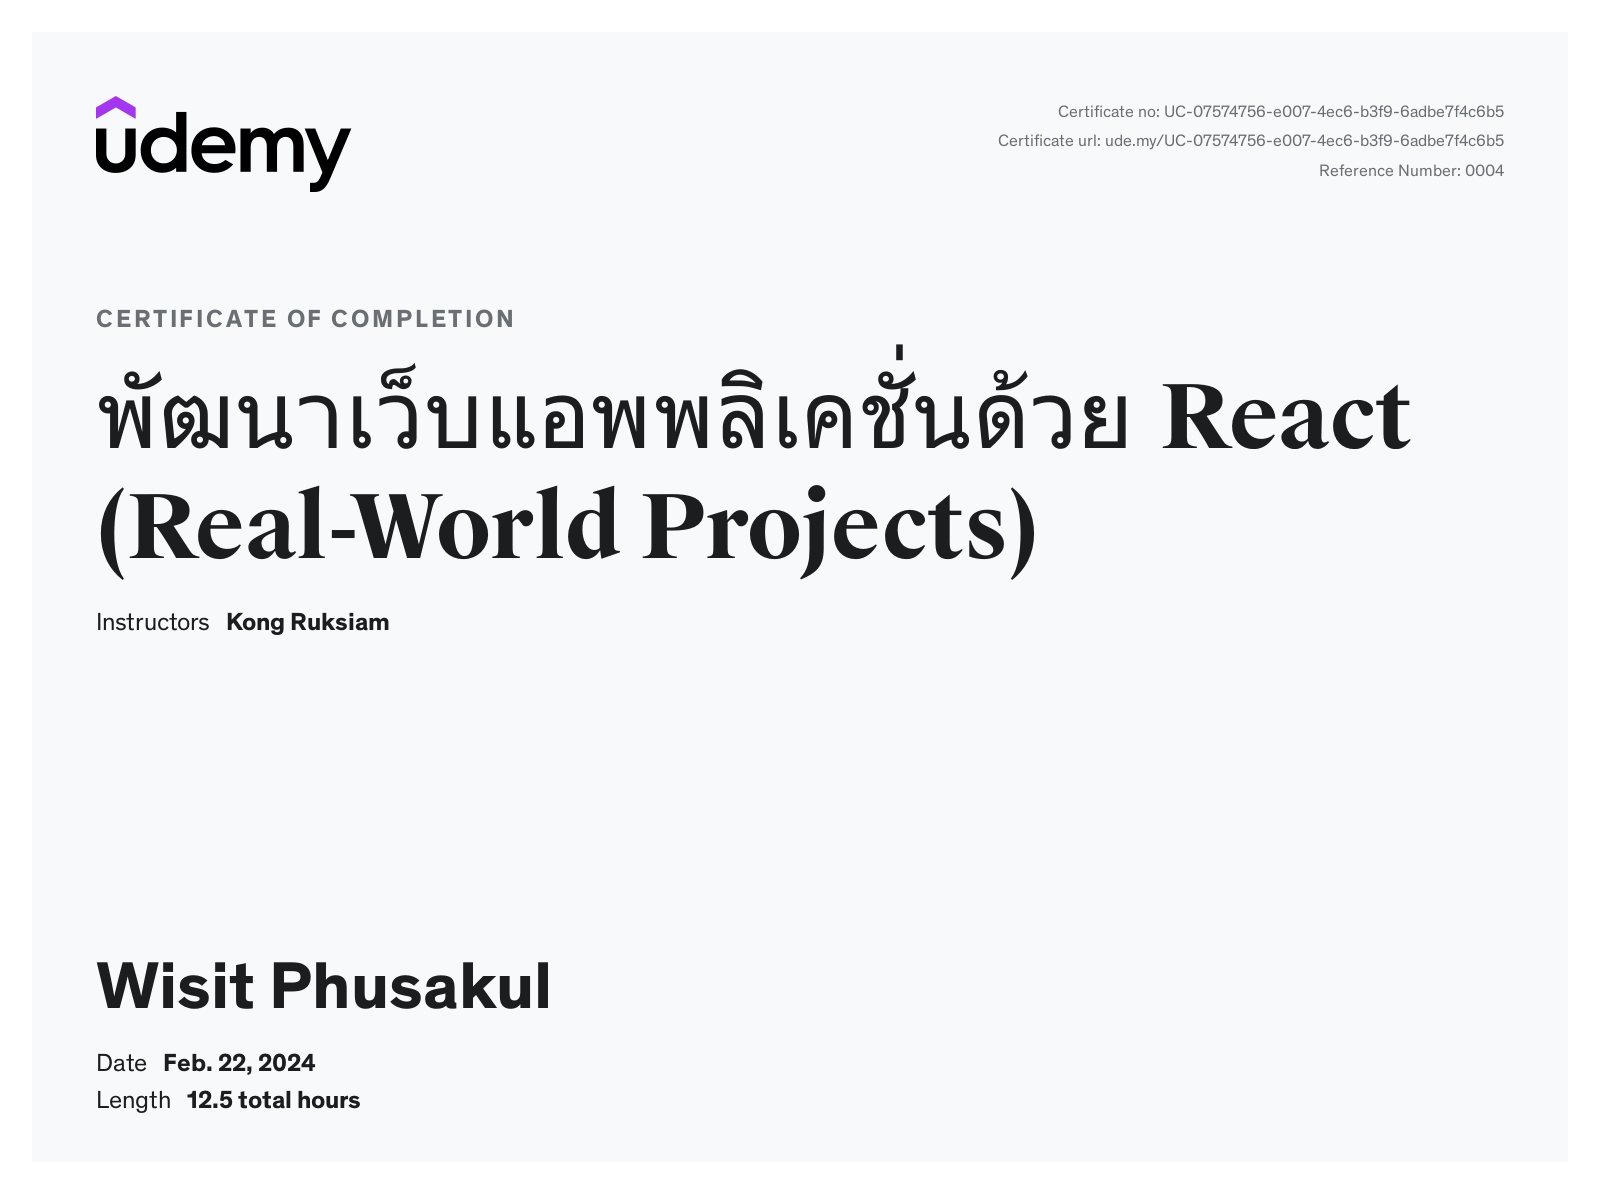 udemy
Certificate no: UC-07574756-e007-4ec6-b3f9-6adbe7f4c6b5
Certificate url: ude.my/UC-07574756-e007-4ec6-b3f9-6adbe7f4c6b5
Reference Number: 0004
CERTIFICATE OF COMPLETION
พัฒนาเว็บแอพพลิเคชั่นด้วย React
(Real-World Projects)
Instructors Kong Ruksiam
Wisit Phusakul
Date Feb. 22, 2024
Length 12.5 total hours